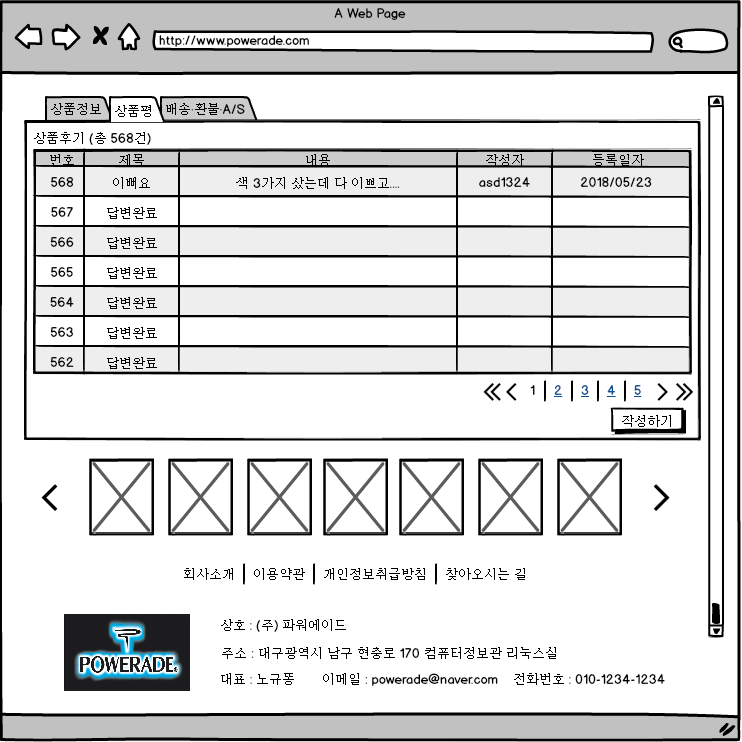 A Web Page
http://www.powerade.com
상품정보 상품평 배송·환불·A/S
상품후기 (총 568건)
번호 제목 내용 작성자 등록일자
568 이뻐요 색 3가지 샀는데 다 이쁘고.... asd1324 2018/05/23
567 답변완료
566 답변완료
565 답변완료
564 답변완료
563 답변완료
562 답변완료
1 2 3 4 5
작성하기
회사소개 이용약관 개인정보취급방침 찾아오시는 길
POWERADE
상호 : (주) 파워에이드
주소 : 대구광역시 남구 현충로 170 컴퓨터정보관 리눅스실
대표 : 노규똥 이메일 : powerade@naver.com 전화번호 : 010-1234-1234